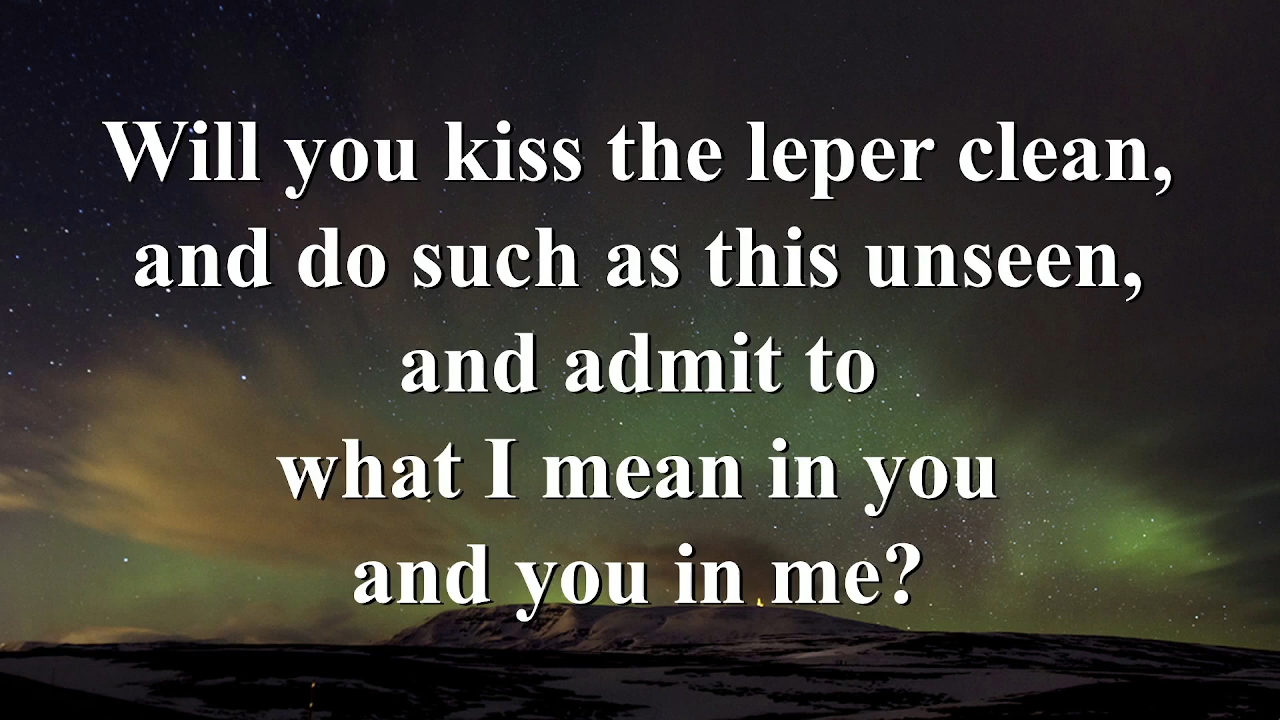 Will you kiss the leper clean,
and do such as this unseen,
and admit to
what I mean in you
and you in me?